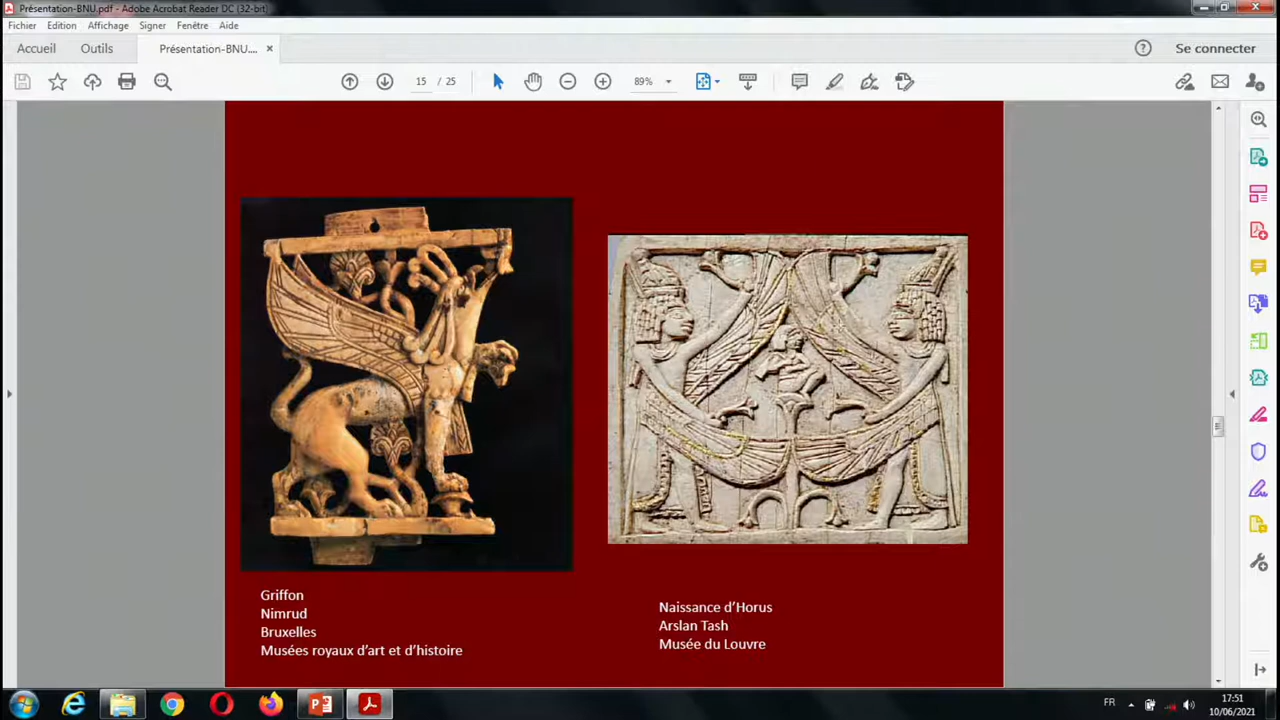 Présentation-BNU.pdf - Adobe Acrobat Reader DC (32-bit
Fichier Edition Affichage Signer Fenêtre Aide
Accueil Outils Présentation-BNU.... × Se connecter
15 / 25 89%
Griffon
Nimrud
Bruxelles
Musées royaux d'art et d'histoire
Naissance d'Horus
Arslan Tash
Musée du Louvre
FR 17:51
10/06/2021